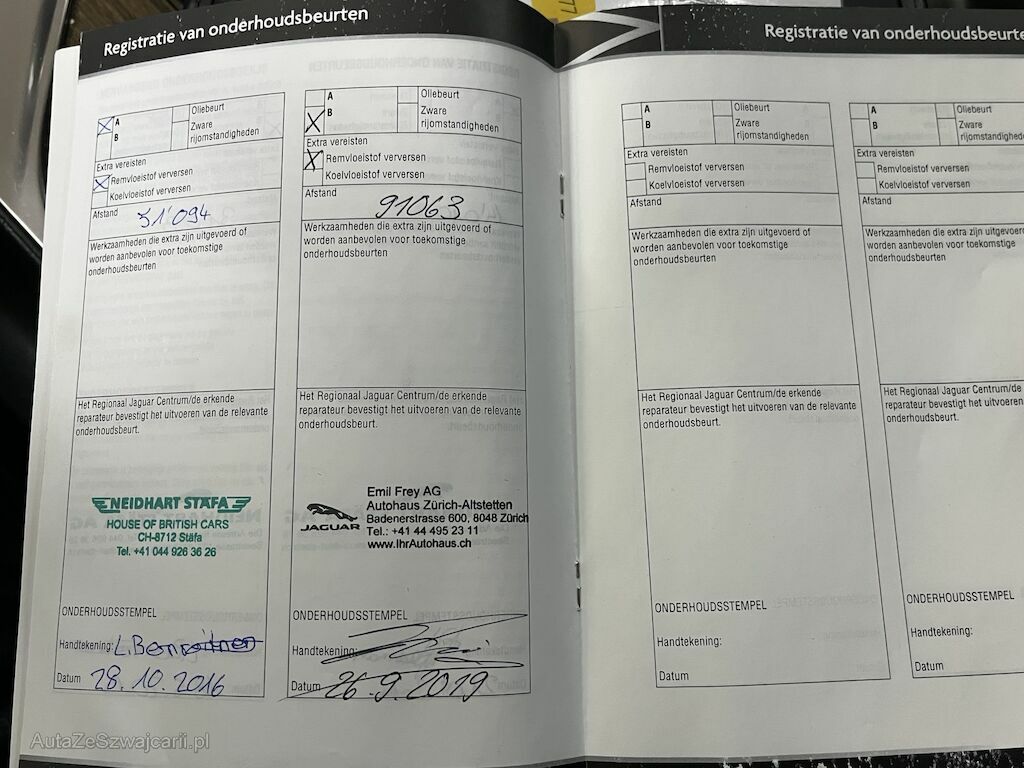 Registratie van onderhoudsbeurten
A
B
Oliebeurt
Zware
rijomstandigheden
Extra vereisten
Remvloeistof verversen
Koelvloeistof verversen
Afstand
51'094
Werkzaamheden die extra zijn uitgevoerd of
worden aanbevolen voor toekomstige
onderhoudsbeurten
Het Regionaal Jaguar Centrum/de erkende
reparateur bevestigt het uitvoeren van de relevante
onderhoudsbeurt.
NEIDHART STÄFA
HOUSE OF BRITISH CARS
CH-8712 Stäfa
Tel. +41 044 926 36 26
ONDERHOUDSSTEMPEL
Handtekening:
Datum 28.10.2016
A
B
Oliebeurt
Zware
rijomstandigheden
Extra vereisten
Remvloeistof verversen
Koelvloeistof verversen
Afstand
91063
Werkzaamheden die extra zijn uitgevoerd of
worden aanbevolen voor toekomstige
onderhoudsbeurten
Het Regionaal Jaguar Centrum/de erkende
reparateur bevestigt het uitvoeren van de relevante
onderhoudsbeurt.
JAGUAR
Emil Frey AG
Autohaus Zürich-Altstetten
Badenerstrasse 600, 8048 Zürich
Tel.: +41 44 495 23 11
www.IhrAutohaus.ch
ONDERHOUDSSTEMPEL
Handtekening:
Datum 26.9.2019
Registratie van onderhoudsbeurte
A
B
Oliebeurt
Zware
rijomstandigheden
Extra vereisten
Remvloeistof verversen
Koelvloeistof verversen
Afstand
Werkzaamheden die extra zijn uitgevoerd of
worden aanbevolen voor toekomstige
onderhoudsbeurten
Het Regionaal Jaguar Centrum/de erkende
reparateur bevestigt het uitvoeren van de relevante
onderhoudsbeurt.
ONDERHOUDSSTEMPEL
Handtekening:
Datum
A
B
Oliebeurt
Zware
rijomstandighede
Extra vereisten
Remvloeistof verversen
Koelvloeistof verversen
Afstand
Werkzaamheden die extra zijn uitgevoerd
worden aanbevolen voor toekomstige
onderhoudsbeurten
Het Regionaal Jaguar Centrum/de
reparateur bevestigt het uitvoeren
onderhoudsbeurt.
ONDERHOUDSSTEMPEL
Handtekening:
Datum
AutaZeSzwajcarii.pl